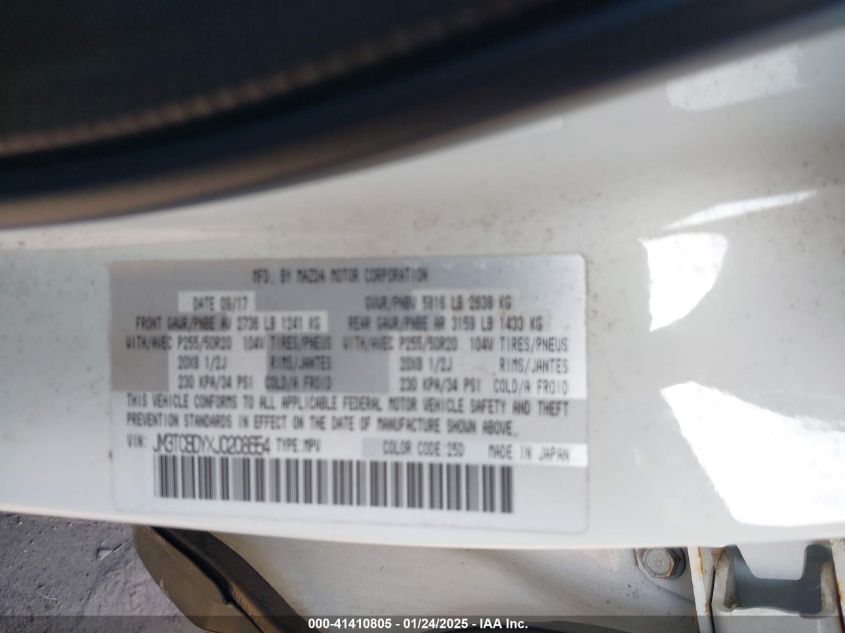 MFD. BY MAZDA MOTOR CORPORATION
DATE 09/17 GVWR/PNBV 5816 LB 2638 KG
FRONT GAWR/PNBE AV 2736 LB 1241 KG REAR GAWR/PNBE AR 3159 LB 1433 KG
WITH/AVEC P255/50R20 104V TIRES/PNEUS WITH/AVEC P255/50R20 104V TIRES/PNEUS
20X8 1/2J RIMS/JANTES 20X8 1/2J RIMS/JANTES
230 KPA/34 PSI COLD/A FROID 230 KPA/34 PSI COLD/A FROID
THIS VEHICLE CONFORMS TO ALL APPLICABLE FEDERAL MOTOR VEHICLE SAFETY AND THEFT
PREVENTION STANDARDS IN EFFECT ON THE DATE OF MANUFACTURE SHOWN ABOVE.
VIN: TYPE:MPV COLOR CODE:25D MADE IN JAPAN
000-41410805 - 01/24/2025 - IAA Inc.